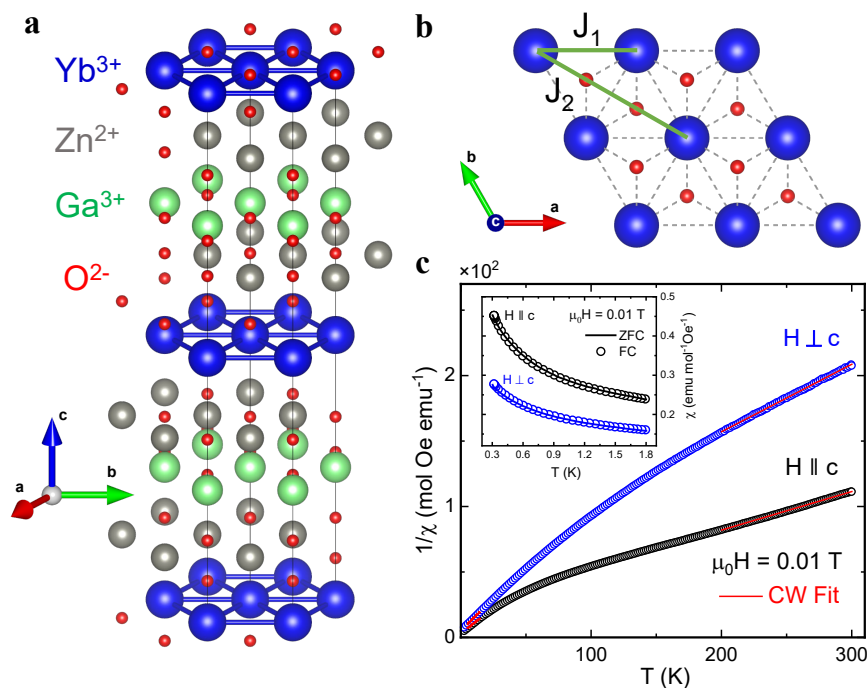 a
Yb³⁺
Zn²⁺
Ga³⁺
O²⁻
c
a
b
b
J₁
J₂
b
c
a
c
×10²
1/χ (mol Oe emu⁻¹)
2
1
0
100
200
300
T (K)
H ⊥ c
H ∥ c
μ₀H = 0.01 T
CW Fit
H ∥ c
μ₀H = 0.01 T
ZFC
FC
H ⊥ c
0.5
0.4
0.3
0.2
χ (emu mol⁻¹Oe⁻¹)
0.3
0.6
0.9
1.2
1.5
1.8
T (K)